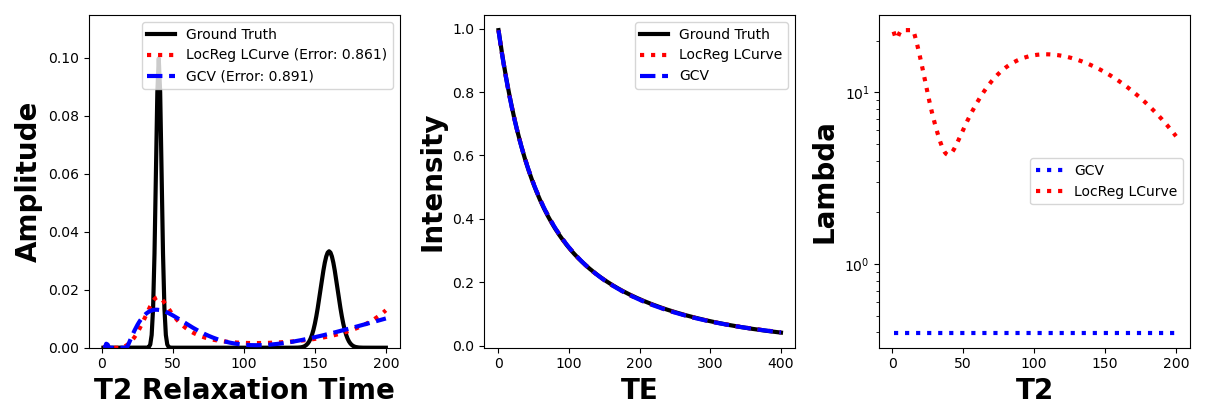 Amplitude
0.10
0.08
0.06
0.04
0.02
0.00
Ground Truth
LocReg LCurve (Error: 0.861)
GCV (Error: 0.891)
0 50 100 150 200
T2 Relaxation Time
Intensity
1.0
0.8
0.6
0.4
0.2
0.0
Ground Truth
LocReg LCurve
GCV
0 100 200 300 400
TE
Lambda
10¹
10⁰
GCV
LocReg LCurve
0 50 100 150 200
T2